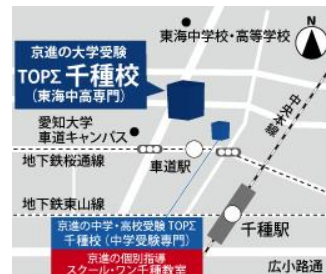 東海中学校・高等学校
N
京進の大学受験
TOPΣ 千種校
(東海中高専門)
中央本線
愛知大学
車道キャンパス
地下鉄桜通線
車道駅
地下鉄東山線
京進の中学・高校受験 TOPΣ
千種校(中学受験専門)
京進の個別指導
スクール・ワン千種教室
千種駅
広小路通